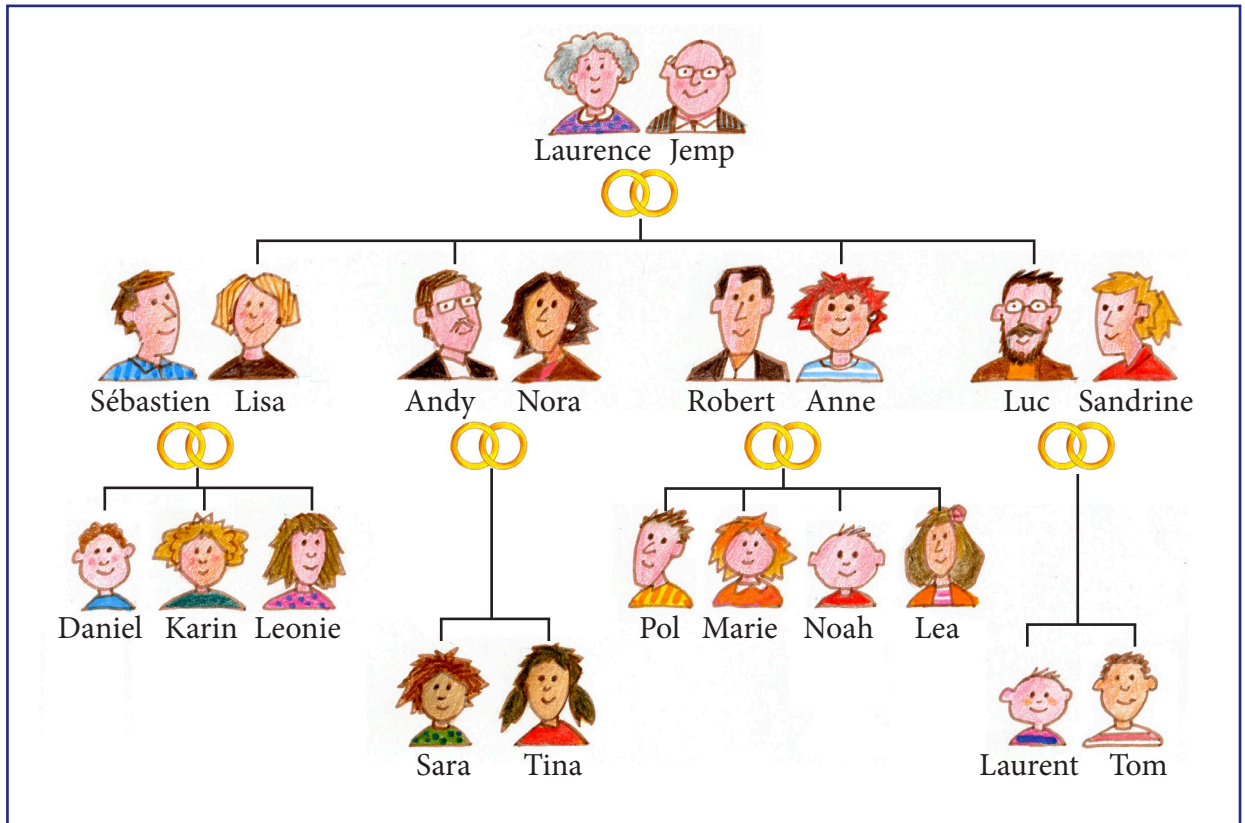 Laurence Jemp
Sébastien Lisa Andy Nora Robert Anne Luc Sandrine
Daniel Karin Leonie Pol Marie Noah Lea
Sara Tina Laurent Tom